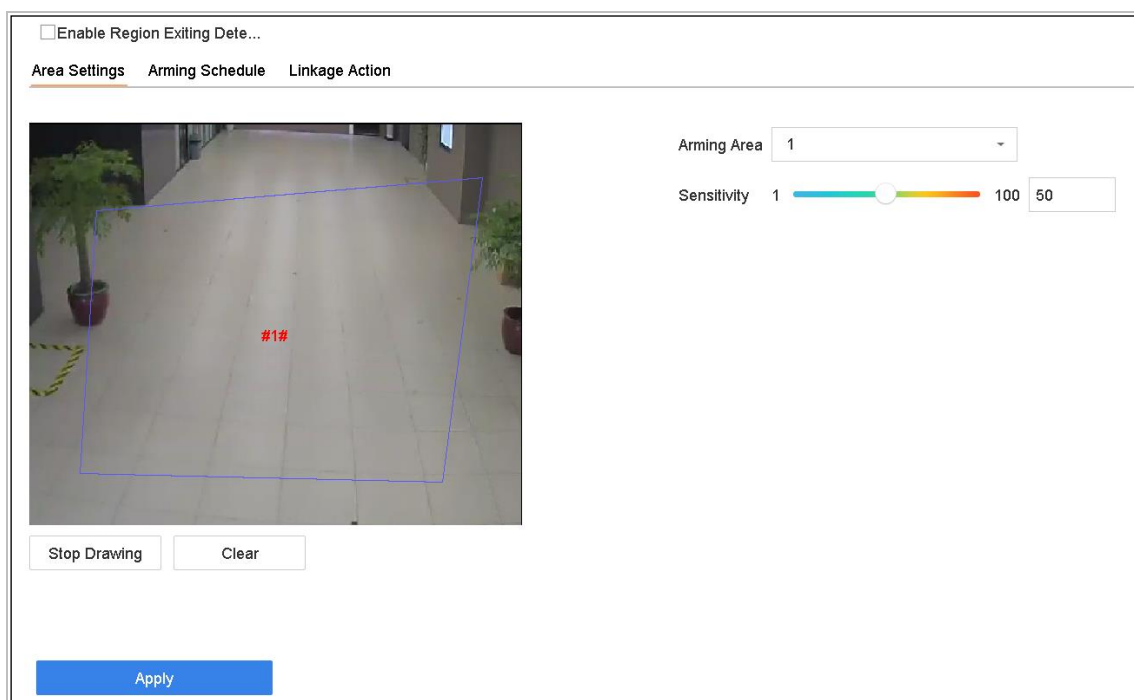 Enable Region Exiting Dete...
Area Settings Arming Schedule Linkage Action
Arming Area 1
Sensitivity 1 100 50
#1#
Stop Drawing Clear
Apply